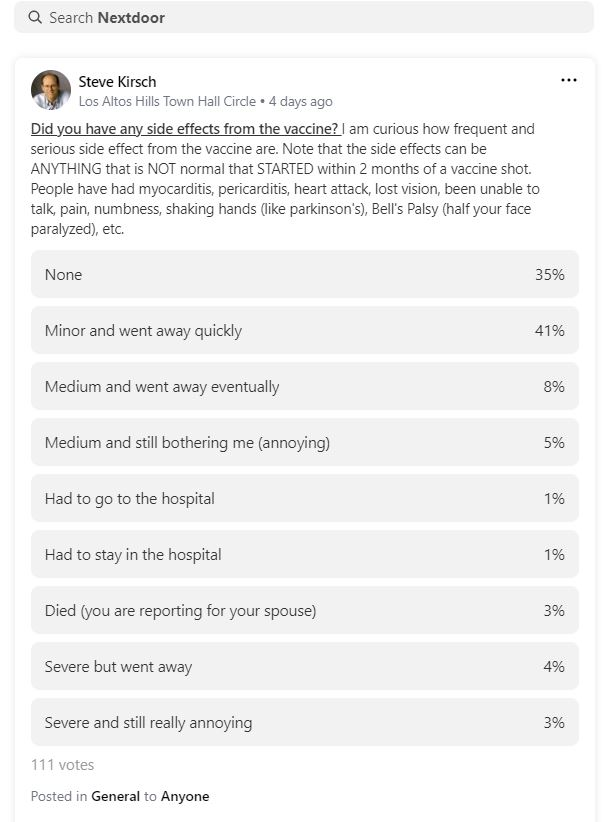 Search Nextdoor
Steve Kirsch
Los Altos Hills Town Hall Circle • 4 days ago
Did you have any side effects from the vaccine? I am curious how frequent and
serious side effect from the vaccine are. Note that the side effects can be
ANYTHING that is NOT normal that STARTED within 2 months of a vaccine shot.
People have had myocarditis, pericarditis, heart attack, lost vision, been unable to
talk, pain, numbness, shaking hands (like parkinson's), Bell's Palsy (half your face
paralyzed), etc.
None 35%
Minor and went away quickly 41%
Medium and went away eventually 8%
Medium and still bothering me (annoying) 5%
Had to go to the hospital 1%
Had to stay in the hospital 1%
Died (you are reporting for your spouse) 3%
Severe but went away 4%
Severe and still really annoying 3%
111 votes
Posted in General to Anyone